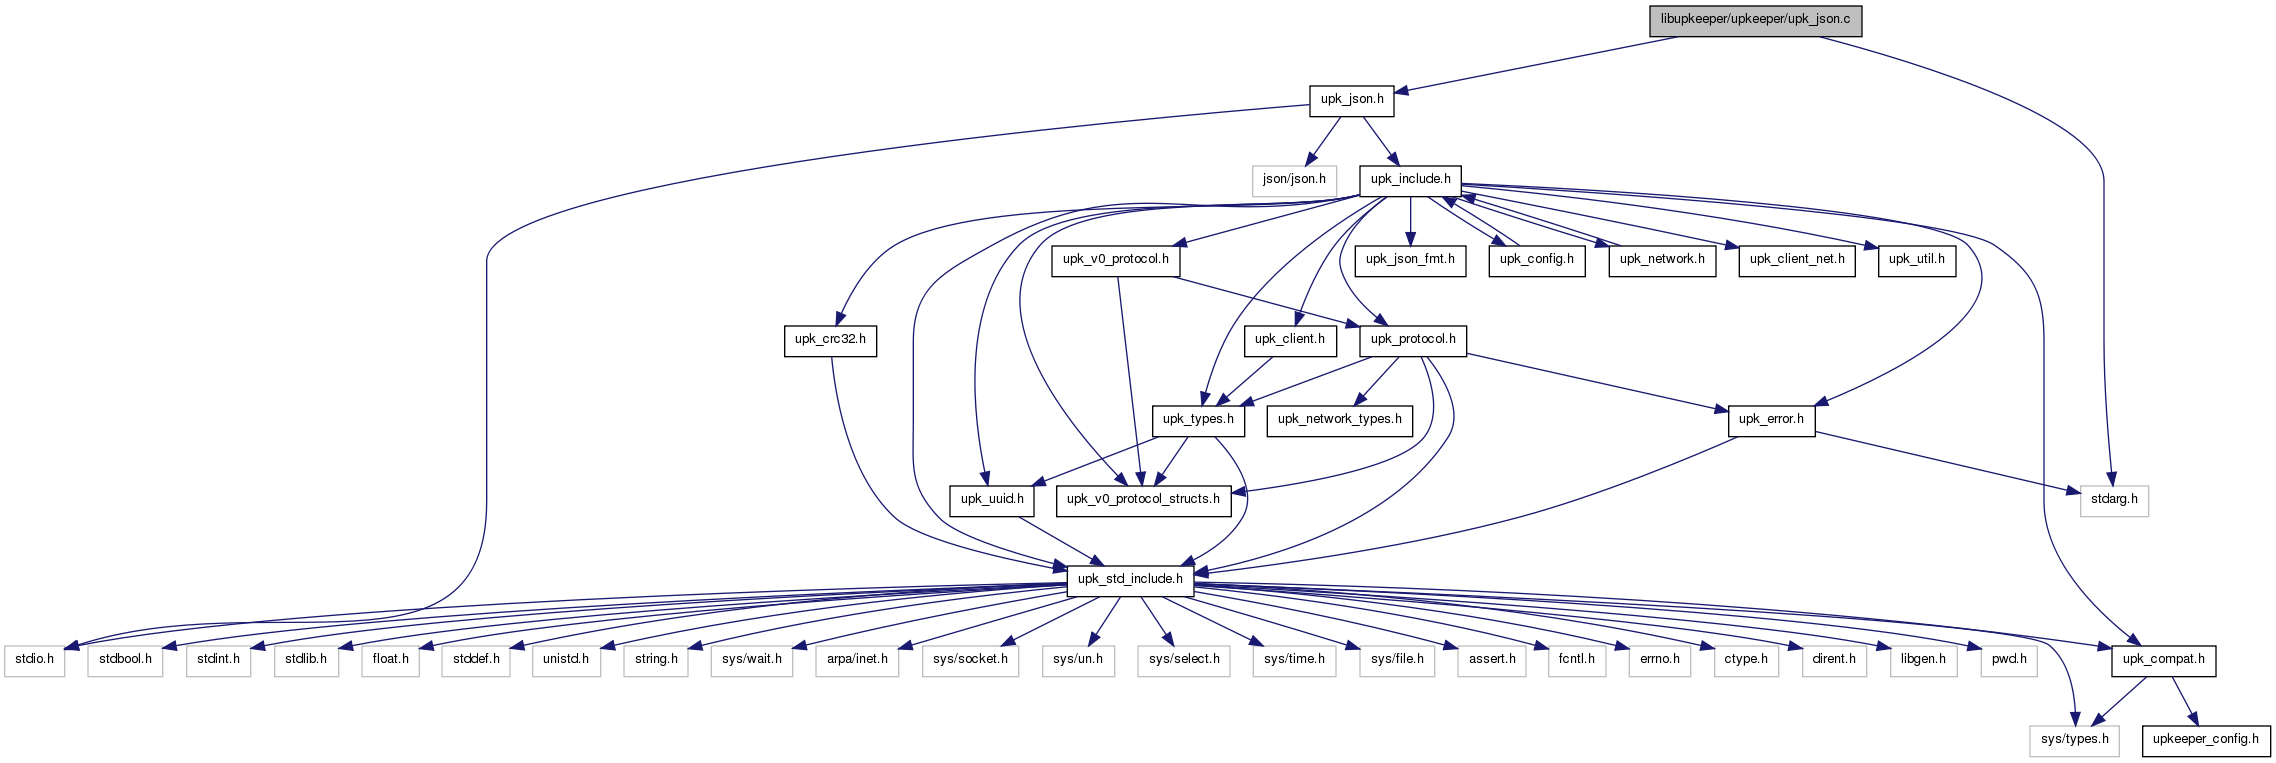 libupkeeper/upkeeper/upk_json.c
upk_json.h
json/json.h
upk_include.h
upk_v0_protocol.h
upk_json_fmt.h
upk_config.h
upk_network.h
upk_client_net.h
upk_util.h
upk_crc32.h
upk_client.h
upk_protocol.h
upk_types.h
upk_network_types.h
upk_error.h
upk_uuid.h
upk_v0_protocol_structs.h
stdarg.h
upk_std_include.h
stdio.h
stdbool.h
stdint.h
stdlib.h
float.h
stddef.h
unistd.h
string.h
sys/wait.h
arpa/inet.h
sys/socket.h
sys/un.h
sys/select.h
sys/time.h
sys/file.h
assert.h
fcntl.h
errno.h
ctype.h
dirent.h
libgen.h
pwd.h
upk_compat.h
sys/types.h
upkeeper_config.h